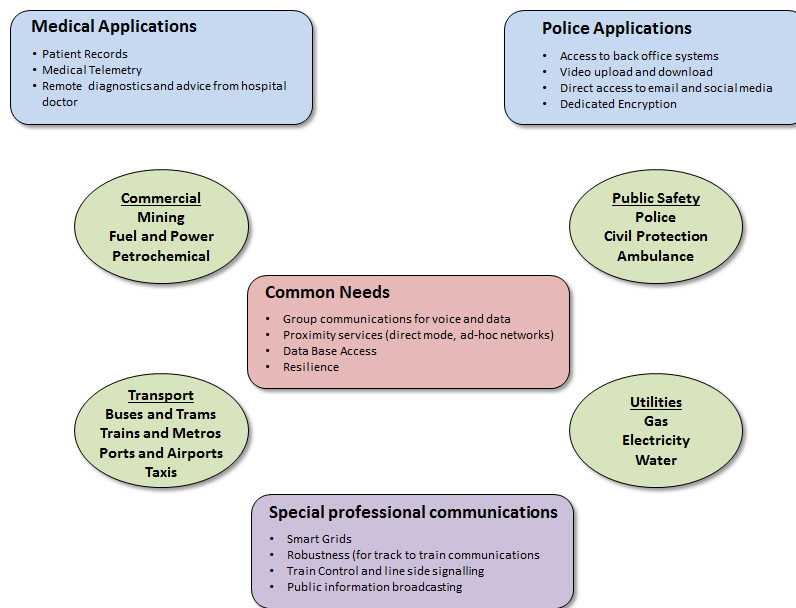 Medical Applications
• Patient Records
• Medical Telemetry
• Remote diagnostics and advice from hospital
doctor
Police Applications
• Access to back office systems
• Video upload and download
• Direct access to email and social media
• Dedicated Encryption
Commercial
Mining
Fuel and Power
Petrochemical
Public Safety
Police
Civil Protection
Ambulance
Common Needs
• Group communications for voice and data
• Proximity services (direct mode, ad-hoc networks)
• Data Base Access
• Resilience
Transport
Buses and Trams
Trains and Metros
Ports and Airports
Taxis
Utilities
Gas
Electricity
Water
Special professional communications
• Smart Grids
• Robustness (for track to train communications
• Train Control and line side signalling
• Public information broadcasting